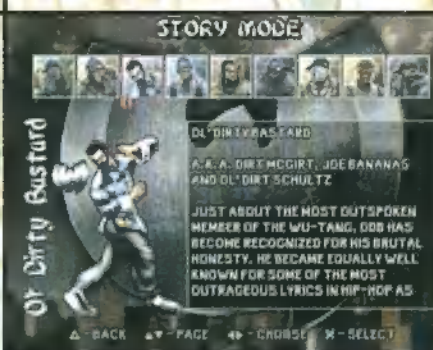 STORY MODE
Ol' Dirty Bastard
OL' DIRTY BASTARD
A.K.A. DIRT MCGIRT, JOE BANANAS
AND OL' DIRT SCHULTZ
JUST ABOUT THE MOST OUTSPOKEN
MEMBER OF THE WU-TANG, ODB HAS
BECOME RECOGNIZED FOR HIS BRUTAL
HONESTY. HE BECAME EQUALLY WELL
KNOWN FOR SOME OF THE MOST
OUTRAGEOUS LYRICS IN HIP-HOP AS
△-BACK ▲▼-PAGE ◀▶-CHOOSE ✕-SELECT